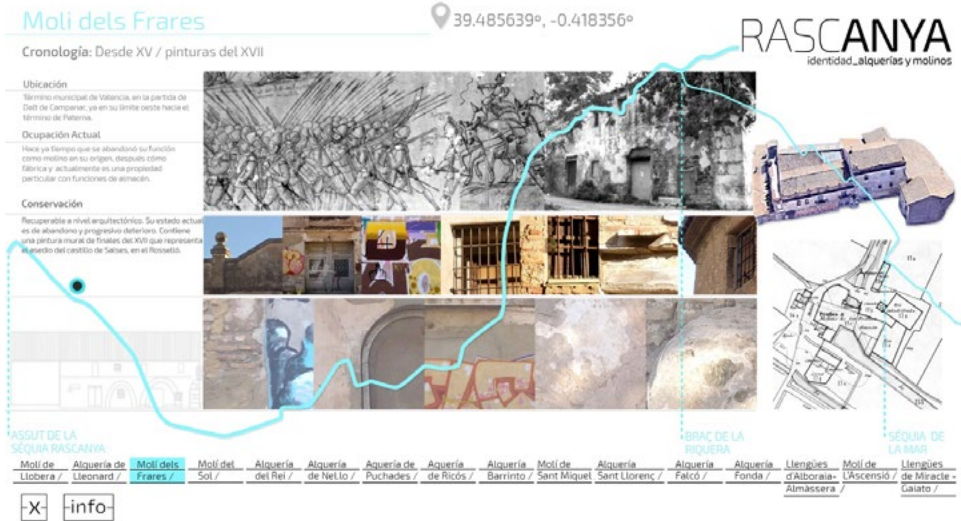 Moli dels Frares
39.485639º, -0.418356º
RASCANYA
identidad_alquerías y molinos
Cronología: Desde XV / pinturas del XVII
Ubicación
Término municipal de Valencia, en la partida de
Dalt de Campanar, ya en su límite oeste hacia el
término de Paterna.
Ocupación Actual
Hace ya tiempo que se abandonó su función
como molino en su origen, después cómo
fábrica y actualmente es una propiedad
particular con funciones de almacén.
Conservación
Recuperable a nivel arquitectónico. Su estado actual
es de abandono y progresivo deterioro. Contiene
una pintura mural de finales del XVII que representa
el asedio del castillo de Salses, en el Rosselló.
ASSUT DE LA
SÉQUIA RASCANYA
BRAÇ DE LA
RIQUERA
SÉQUIA DE
LA MAR
Molí de
Llobera /
Alquería de
Lleonard /
Molí dels
Frares /
Molí del
Sol /
Alquería
del Rei /
Alquería
de Nel.lo /
Aquería de
Puchades /
Aquería
de Ricós /
Alquería
Barrinto /
Molí de
Sant Miquel
Alquería
Sant Llorenç /
Alquería
Falcó /
Alquería
Fonda /
Llengües
d'Alboraia-
Almàssera /
Molí de
L'Ascensió /
Llengües
de Miracle -
Gaiato /
-X-
-info-